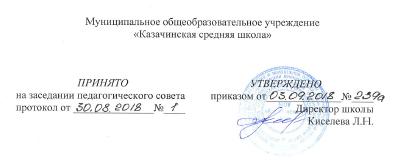 Муниципальное общеобразовательное учреждение
«Казачинская средняя школа»
ПРИНЯТО
на заседании педагогического совета
протокол от 30.08.2018 № 1
УТВЕРЖДЕНО
приказом от 03.09.2018 № 239а
Директор школы
Киселева Л.Н.